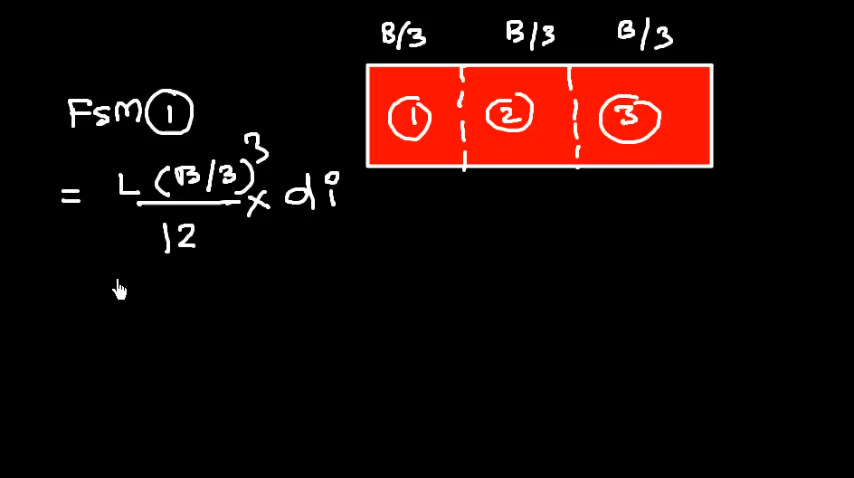 B/3 B/3 B/3
FSM ①
① ② ③
= L (B/3)³ / 12 × di